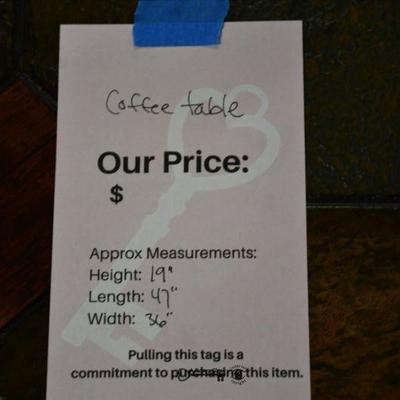 Coffee table
Our Price:
$
Approx Measurements:
Height: 19"
Length: 47"
Width: 36"
Pulling this tag is a
commitment to purchasing this item.